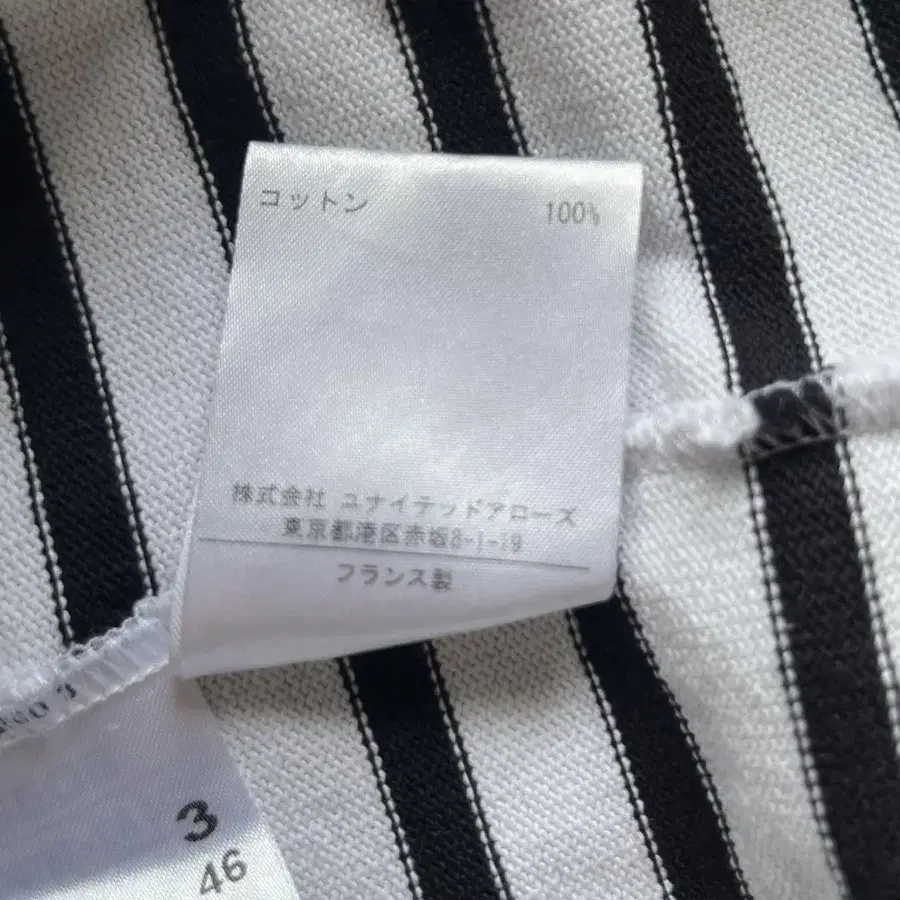 コットン 100%
株式会社 ユナイテッドアローズ
東京都港区赤坂8-1-19
フランス製
3
46